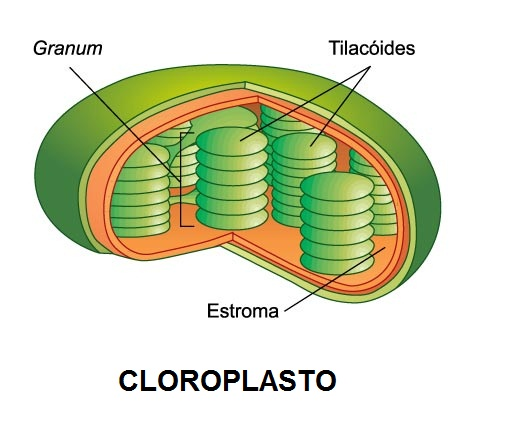 Granum
Tilacóides
Estroma
CLOROPLASTO